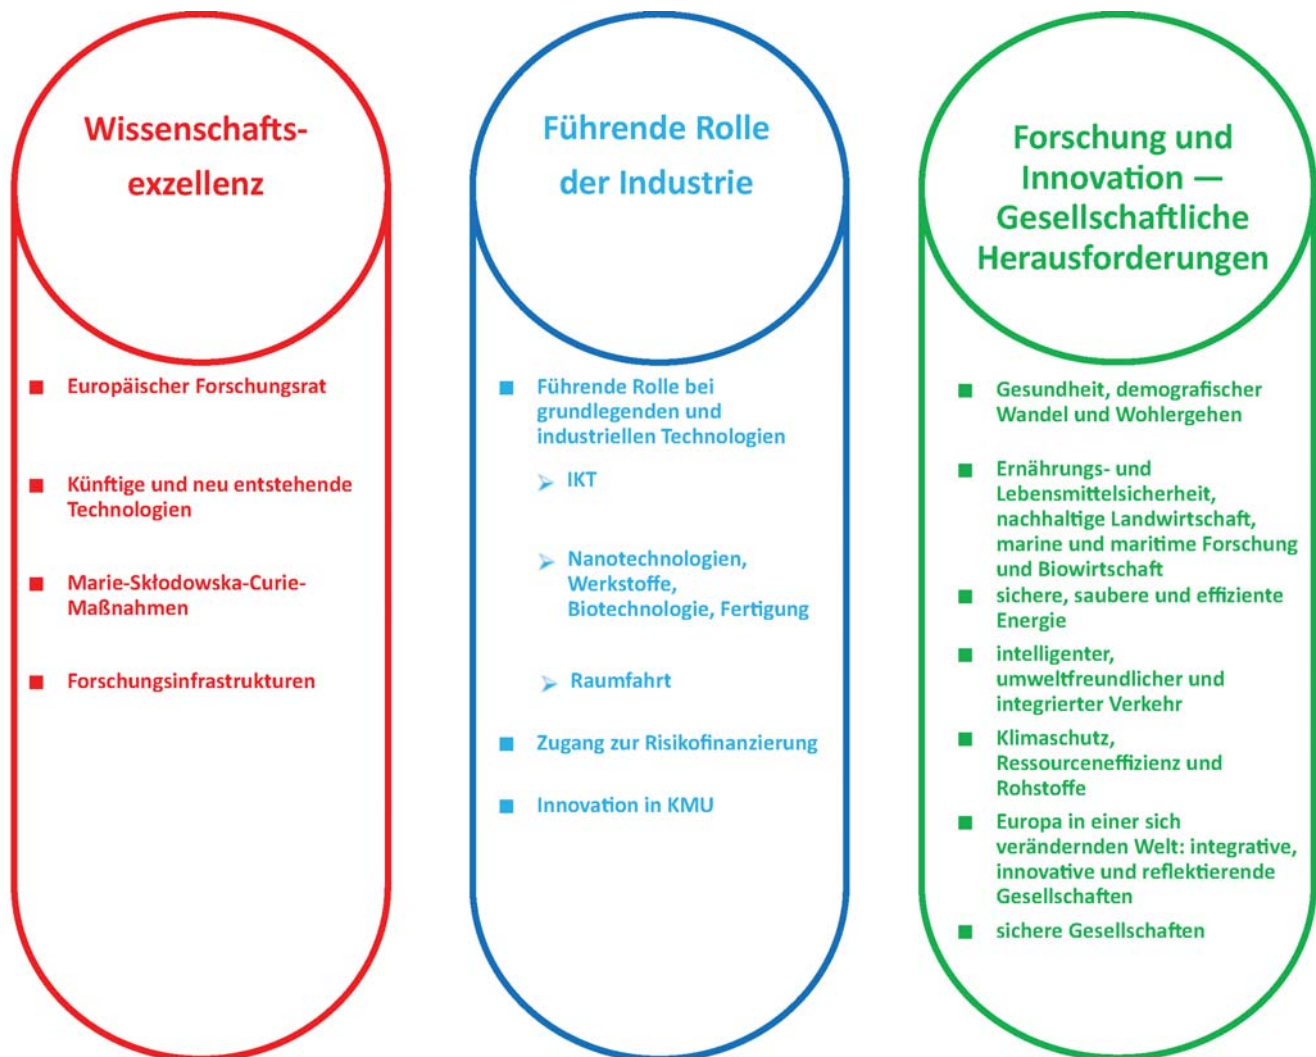 Wissenschafts-
exzellenz
Europäischer Forschungsrat
Künftige und neu entstehende
Technologien
Marie-Skłodowska-Curie-
Maßnahmen
Forschungsinfrastrukturen
Führende Rolle
der Industrie
Führende Rolle bei
grundlegenden und
industriellen Technologien
IKT
Nanotechnologien,
Werkstoffe,
Biotechnologie, Fertigung
Raumfahrt
Zugang zur Risikofinanzierung
Innovation in KMU
Forschung und
Innovation —
Gesellschaftliche
Herausforderungen
Gesundheit, demografischer
Wandel und Wohlergehen
Ernährungs- und
Lebensmittelsicherheit,
nachhaltige Landwirtschaft,
marine und maritime Forschung
und Biowirtschaft
sichere, saubere und effiziente
Energie
intelligenter,
umweltfreundlicher und
integrierter Verkehr
Klimaschutz,
Ressourceneffizienz und
Rohstoffe
Europa in einer sich
verändernden Welt: integrative,
innovative und reflektierende
Gesellschaften
sichere Gesellschaften